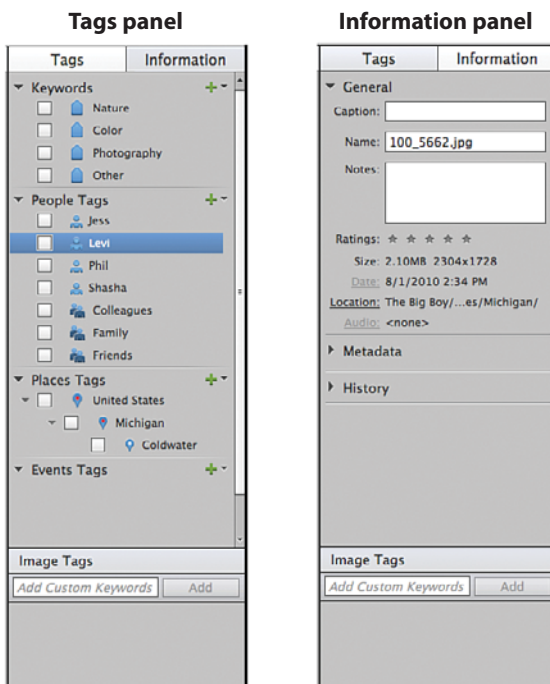 Tags panel
Information panel
Tags Information
Keywords
Nature
Color
Photography
Other
People Tags
Jess
Levi
Phil
Shasha
Colleagues
Family
Friends
Places Tags
United States
Michigan
Coldwater
Events Tags
Image Tags
Add Custom Keywords Add
Tags Information
General
Caption:
Name: 100_5662.jpg
Notes:
Ratings:
Size: 2.10MB 2304x1728
Date: 8/1/2010 2:34 PM
Location: The Big Boy/...es/Michigan/
Audio: <none>
Metadata
History
Image Tags
Add Custom Keywords Add